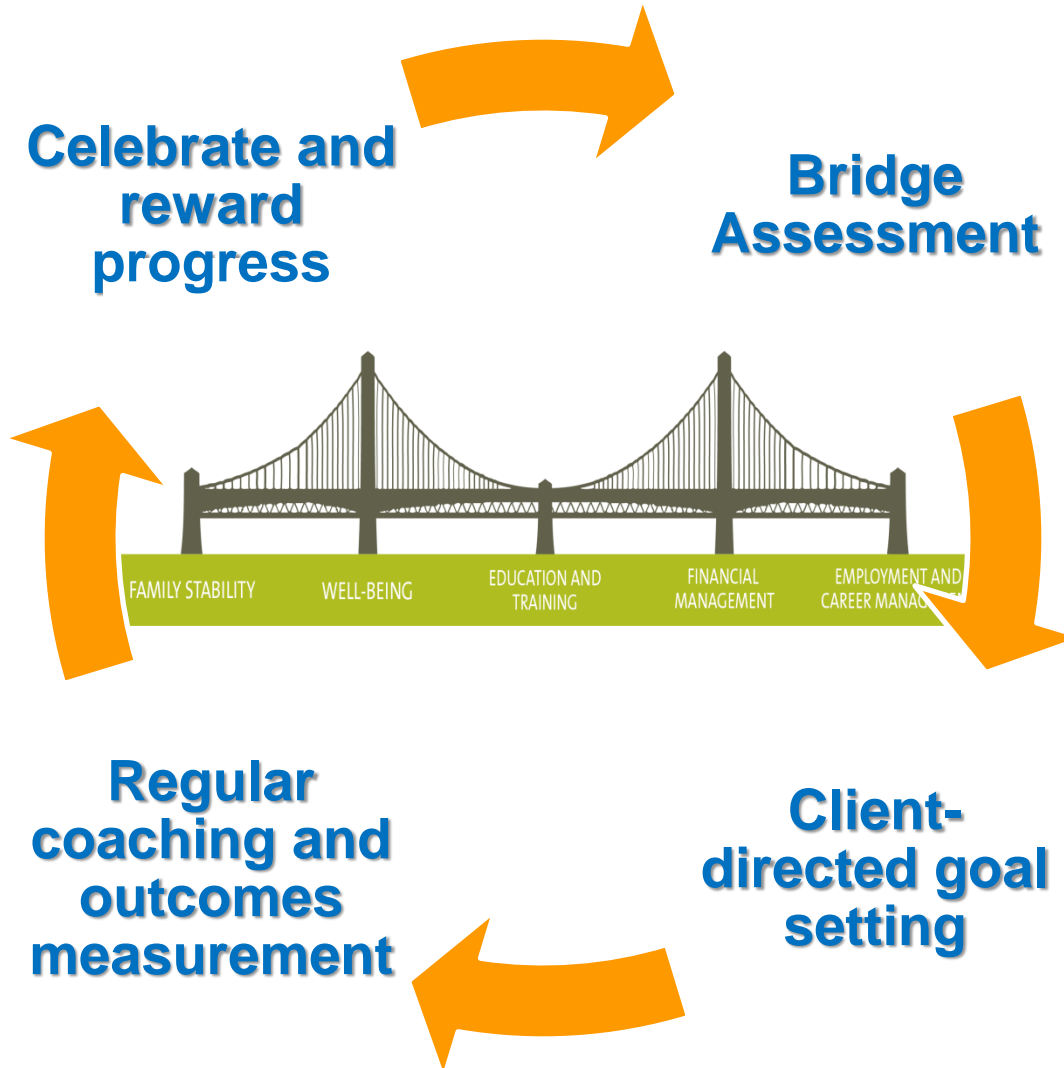 Celebrate and
reward
progress
Bridge
Assessment
FAMILY STABILITY
WELL-BEING
EDUCATION AND
TRAINING
FINANCIAL
MANAGEMENT
EMPLOYMENT AND
CAREER
Regular
coaching and
outcomes
measurement
Client-
directed goal
setting